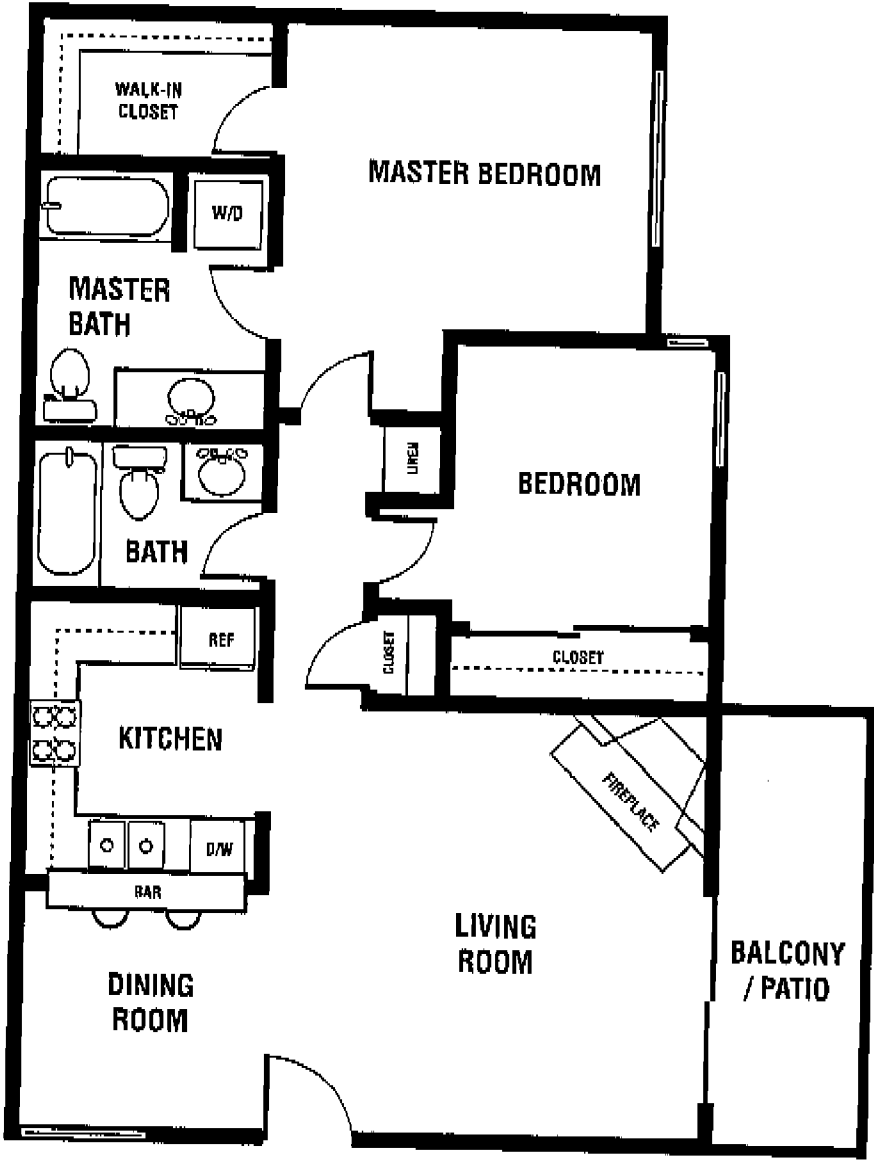 WALK-IN
CLOSET
MASTER BEDROOM
W/D
MASTER
BATH
LINEN
BEDROOM
BATH
REF
CLOSET
CLOSET
KITCHEN
FIREPLACE
D/W
BAR
LIVING
ROOM
BALCONY
/ PATIO
DINING
ROOM